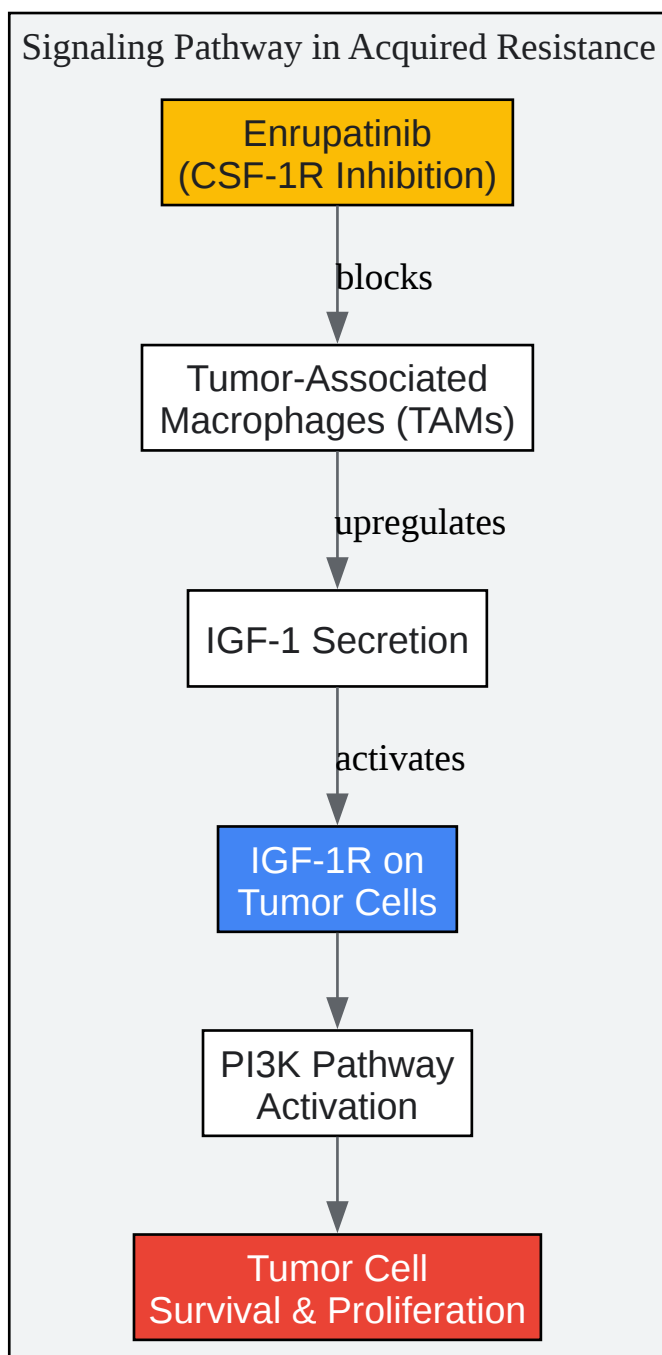 Signaling Pathway in Acquired Resistance
Enrupatinib
(CSF-1R Inhibition)
blocks
Tumor-Associated
Macrophages (TAMs)
upregulates
IGF-1 Secretion
activates
IGF-1R on
Tumor Cells
PI3K Pathway
Activation
Tumor Cell
Survival & Proliferation